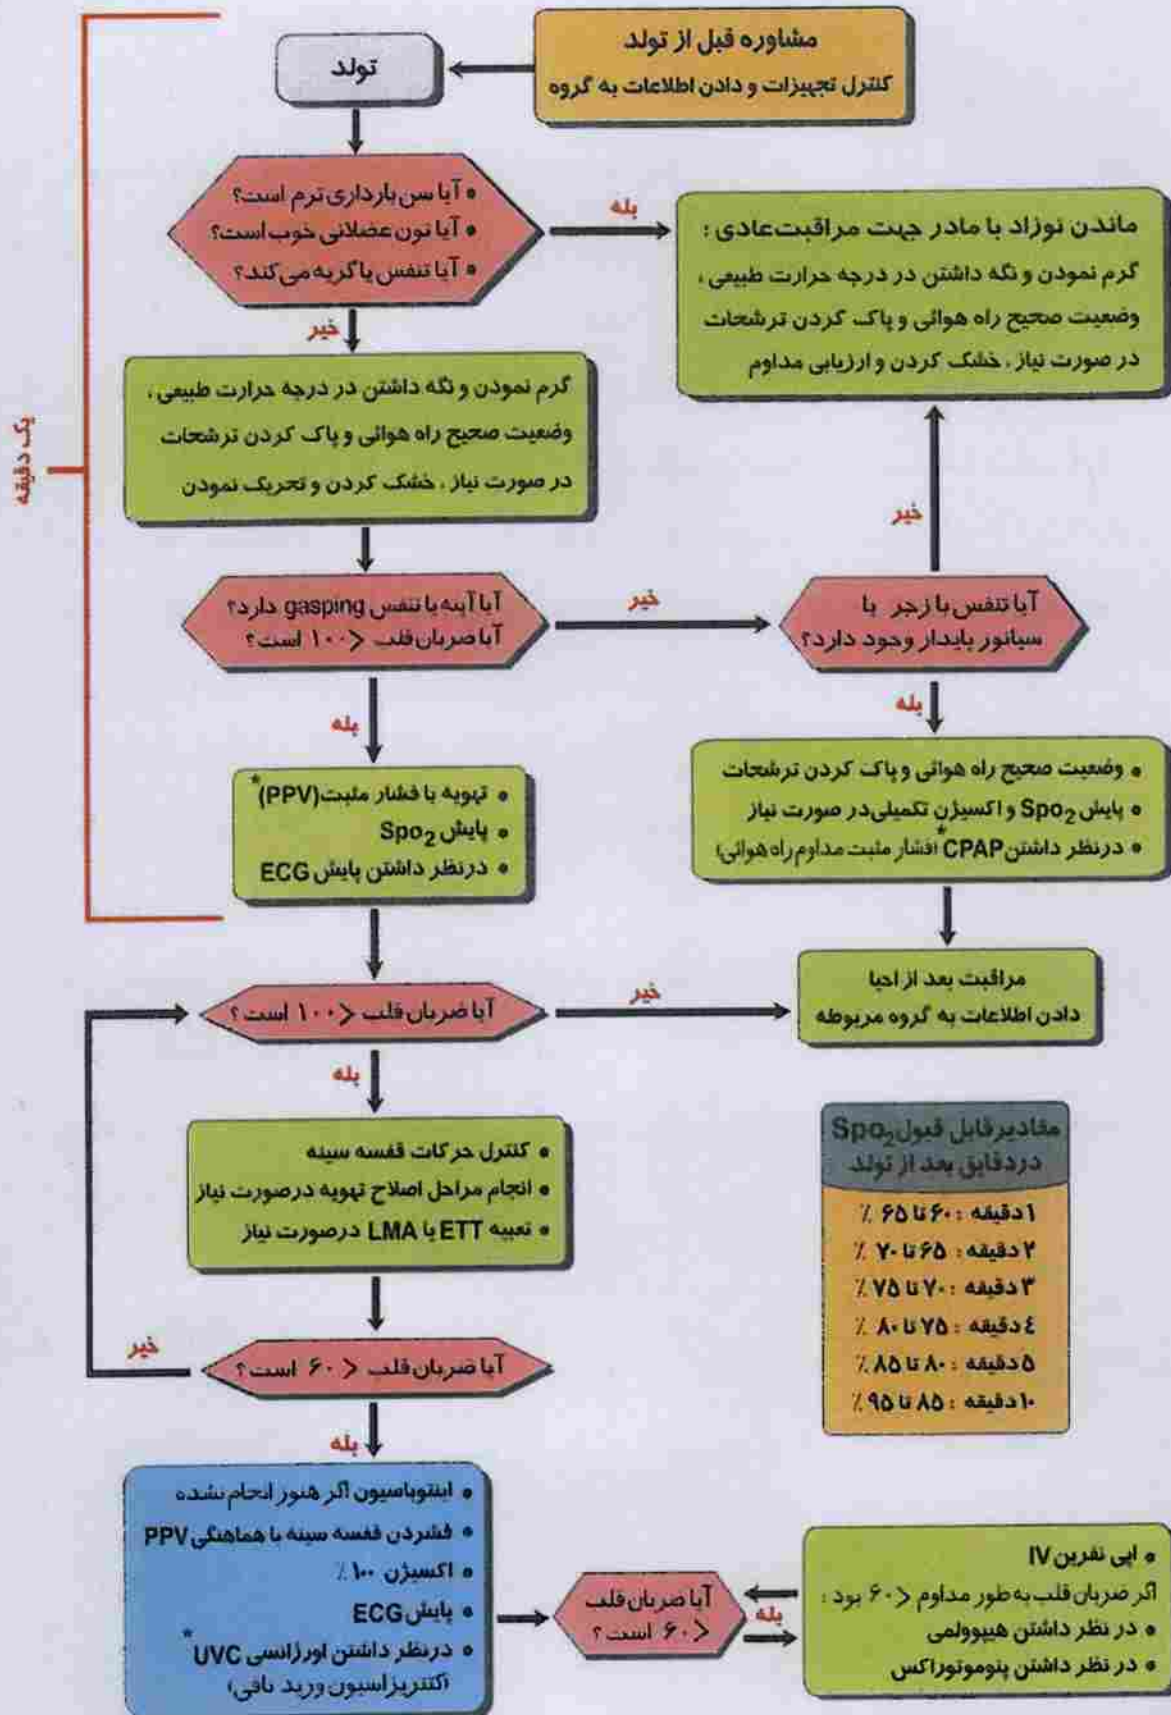 مشاوره قبل از تولد
کنترل تجهیزات و دادن اطلاعات به گروه
تولد
• آیا سن بارداری ترم است؟
• آیا تون عضلانی خوب است؟
• آیا تنفس یا گریه می‌کند؟
بله
ماندن نوزاد با مادر جهت مراقبت عادی :
گرم نمودن و نگه داشتن در درجه حرارت طبیعی ،
وضعیت صحیح راه هوائی و پاک کردن ترشحات
در صورت نیاز ، خشک کردن و ارزیابی مداوم
خیر
گرم نمودن و نگه داشتن در درجه حرارت طبیعی ،
وضعیت صحیح راه هوائی و پاک کردن ترشحات
در صورت نیاز ، خشک کردن و تحریک نمودن
یک دقیقه
خیر
آیا آپنه یا تنفس gasping دارد؟
آیا ضربان قلب <۱۰۰ است؟
خیر
آیا تنفس با زجر یا
سیانوز پایدار وجود دارد؟
بله
بله
• تهویه با فشار مثبت (PPV)*
• پایش Spo₂
• درنظر داشتن پایش ECG
• وضعیت صحیح راه هوائی و پاک کردن ترشحات
• پایش Spo₂ و اکسیژن تکمیلی در صورت نیاز
• درنظر داشتن CPAP* (فشار مثبت مداوم راه هوائی)
آیا ضربان قلب <۱۰۰ است؟
خیر
مراقبت بعد از احیا
دادن اطلاعات به گروه مربوطه
بله
• کنترل حرکات قفسه سینه
• انجام مراحل اصلاح تهویه درصورت نیاز
• تعبیه ETT یا LMA درصورت نیاز
مقادیر قابل قبول Spo₂
در دقایق بعد از تولد
۱ دقیقه : ۶۰ تا ۶۵ ٪
۲ دقیقه : ۶۵ تا ۷۰ ٪
۳ دقیقه : ۷۰ تا ۷۵ ٪
٤ دقیقه : ۷۵ تا ۸۰ ٪
۵ دقیقه : ۸۰ تا ۸۵ ٪
۱۰ دقیقه : ۸۵ تا ۹۵ ٪
خیر
آیا ضربان قلب < ۶۰ است؟
بله
• اینتوباسیون اگر هنوز انجام نشده
• فشردن قفسه سینه با هماهنگی PPV
• اکسیژن ۱۰۰ ٪
• پایش ECG
• درنظر داشتن اورژانسی UVC*
(کتتریزاسیون ورید نافی)
آیا ضربان قلب
<۶۰ است؟
بله
• اپی نفرین IV
اگر ضربان قلب به طور مداوم <۶۰ بود :
• در نظر داشتن هیپوولمی
• در نظر داشتن پنوموتوراکس